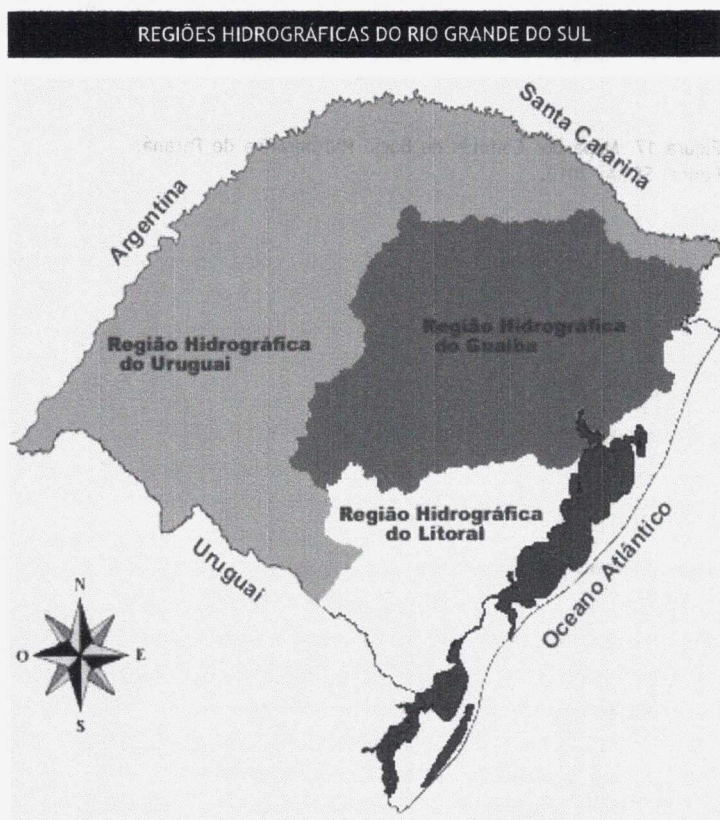 REGIÕES HIDROGRÁFICAS DO RIO GRANDE DO SUL
Santa Catarina
Argentina
Região Hidrográfica
do Uruguai
Região Hidrográfica
do Guaíba
Região Hidrográfica
do Litoral
Uruguai
Oceano Atlântico
N
O
E
S